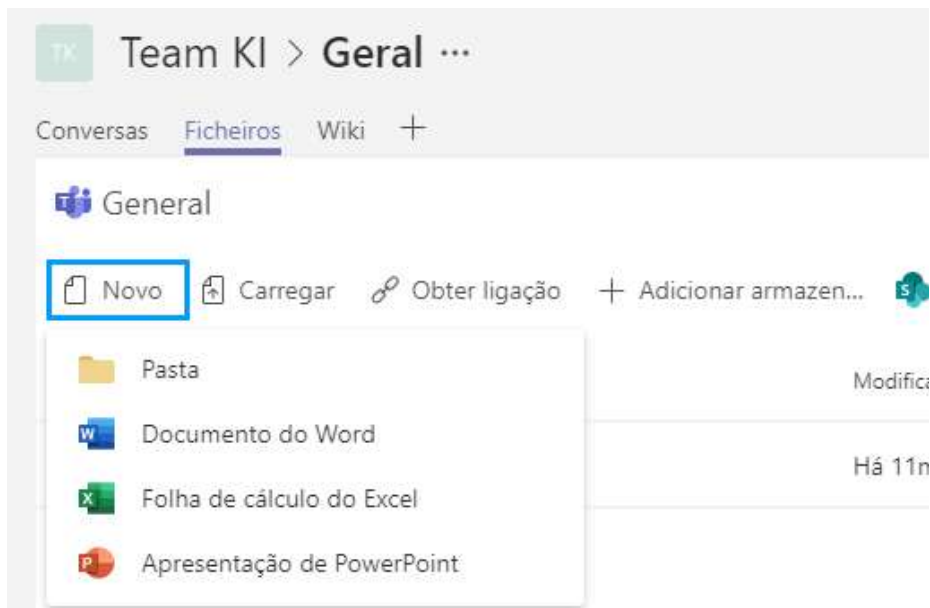 TK Team KI > Geral ...
Conversas Ficheiros Wiki +
General
Novo Carregar Obter ligação + Adicionar armazen...
Pasta
Modifica
Documento do Word
Há 11m
Folha de cálculo do Excel
Apresentação de PowerPoint